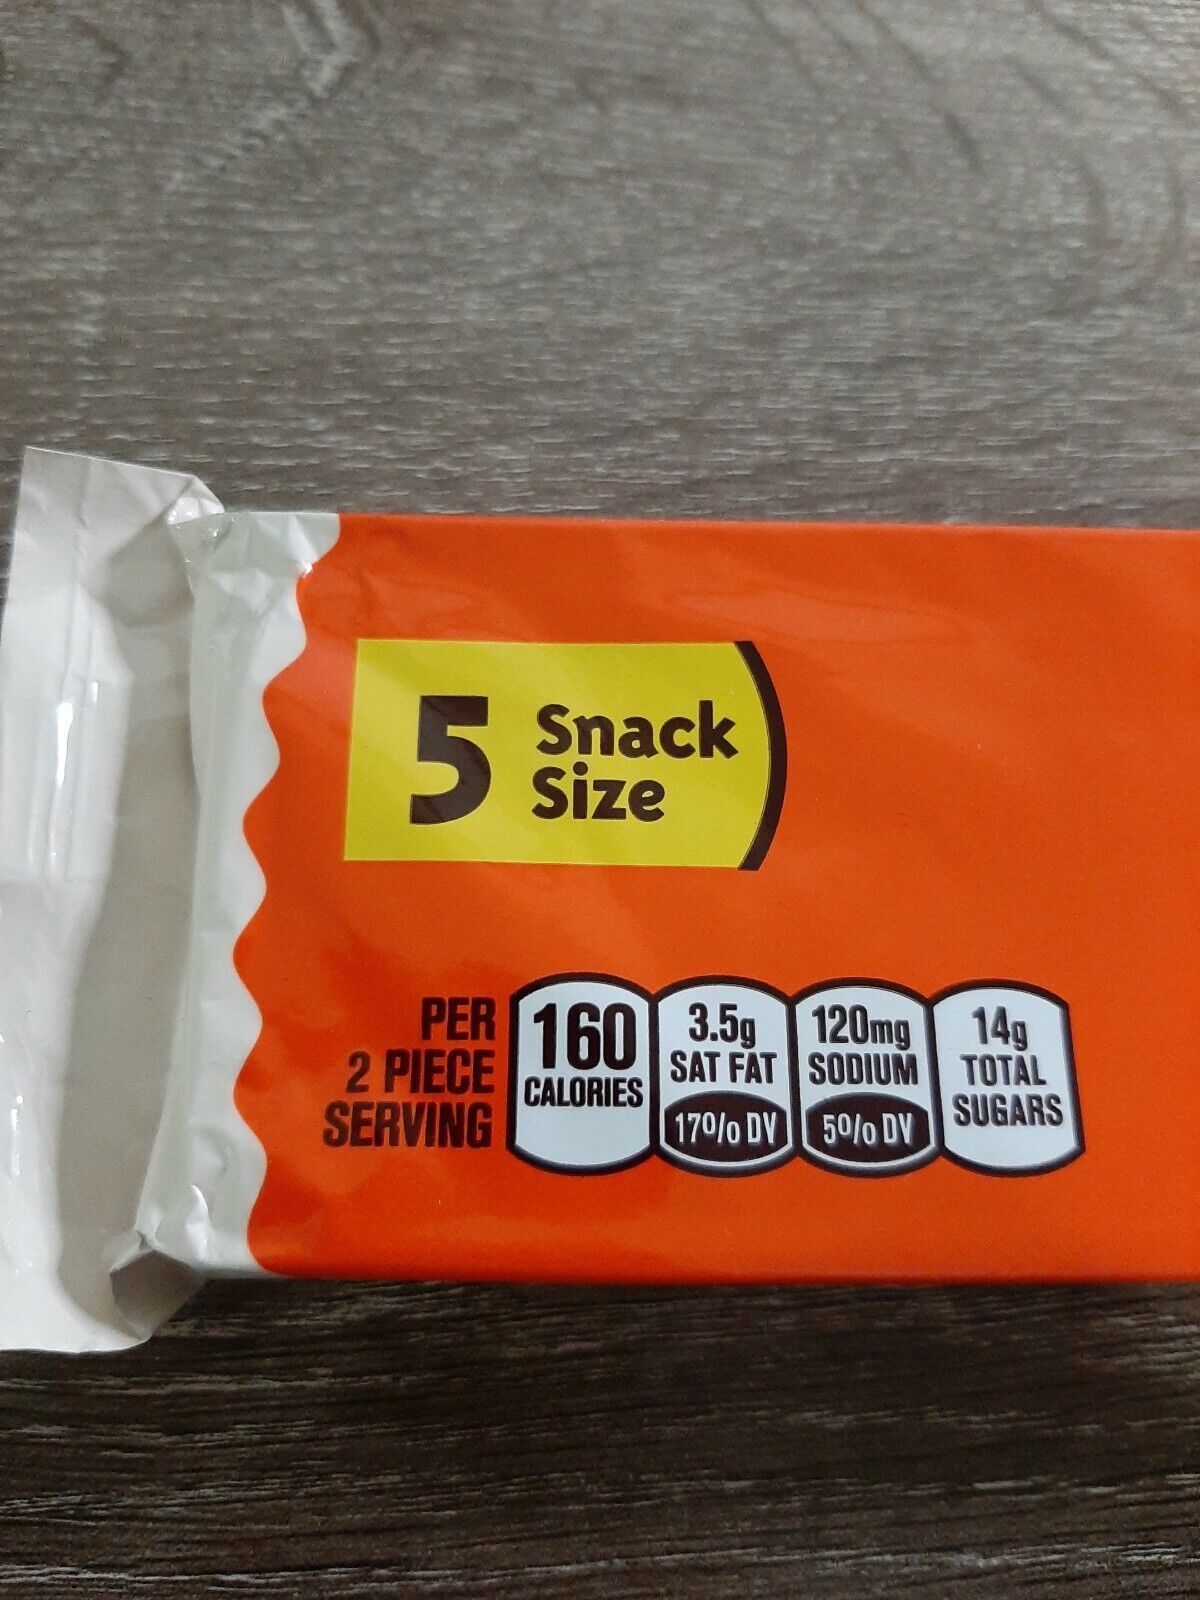 5 Snack
Size
PER
2 PIECE
SERVING
160
CALORIES
3.5g
SAT FAT
17% DV
120mg
SODIUM
5% DV
14g
TOTAL
SUGARS